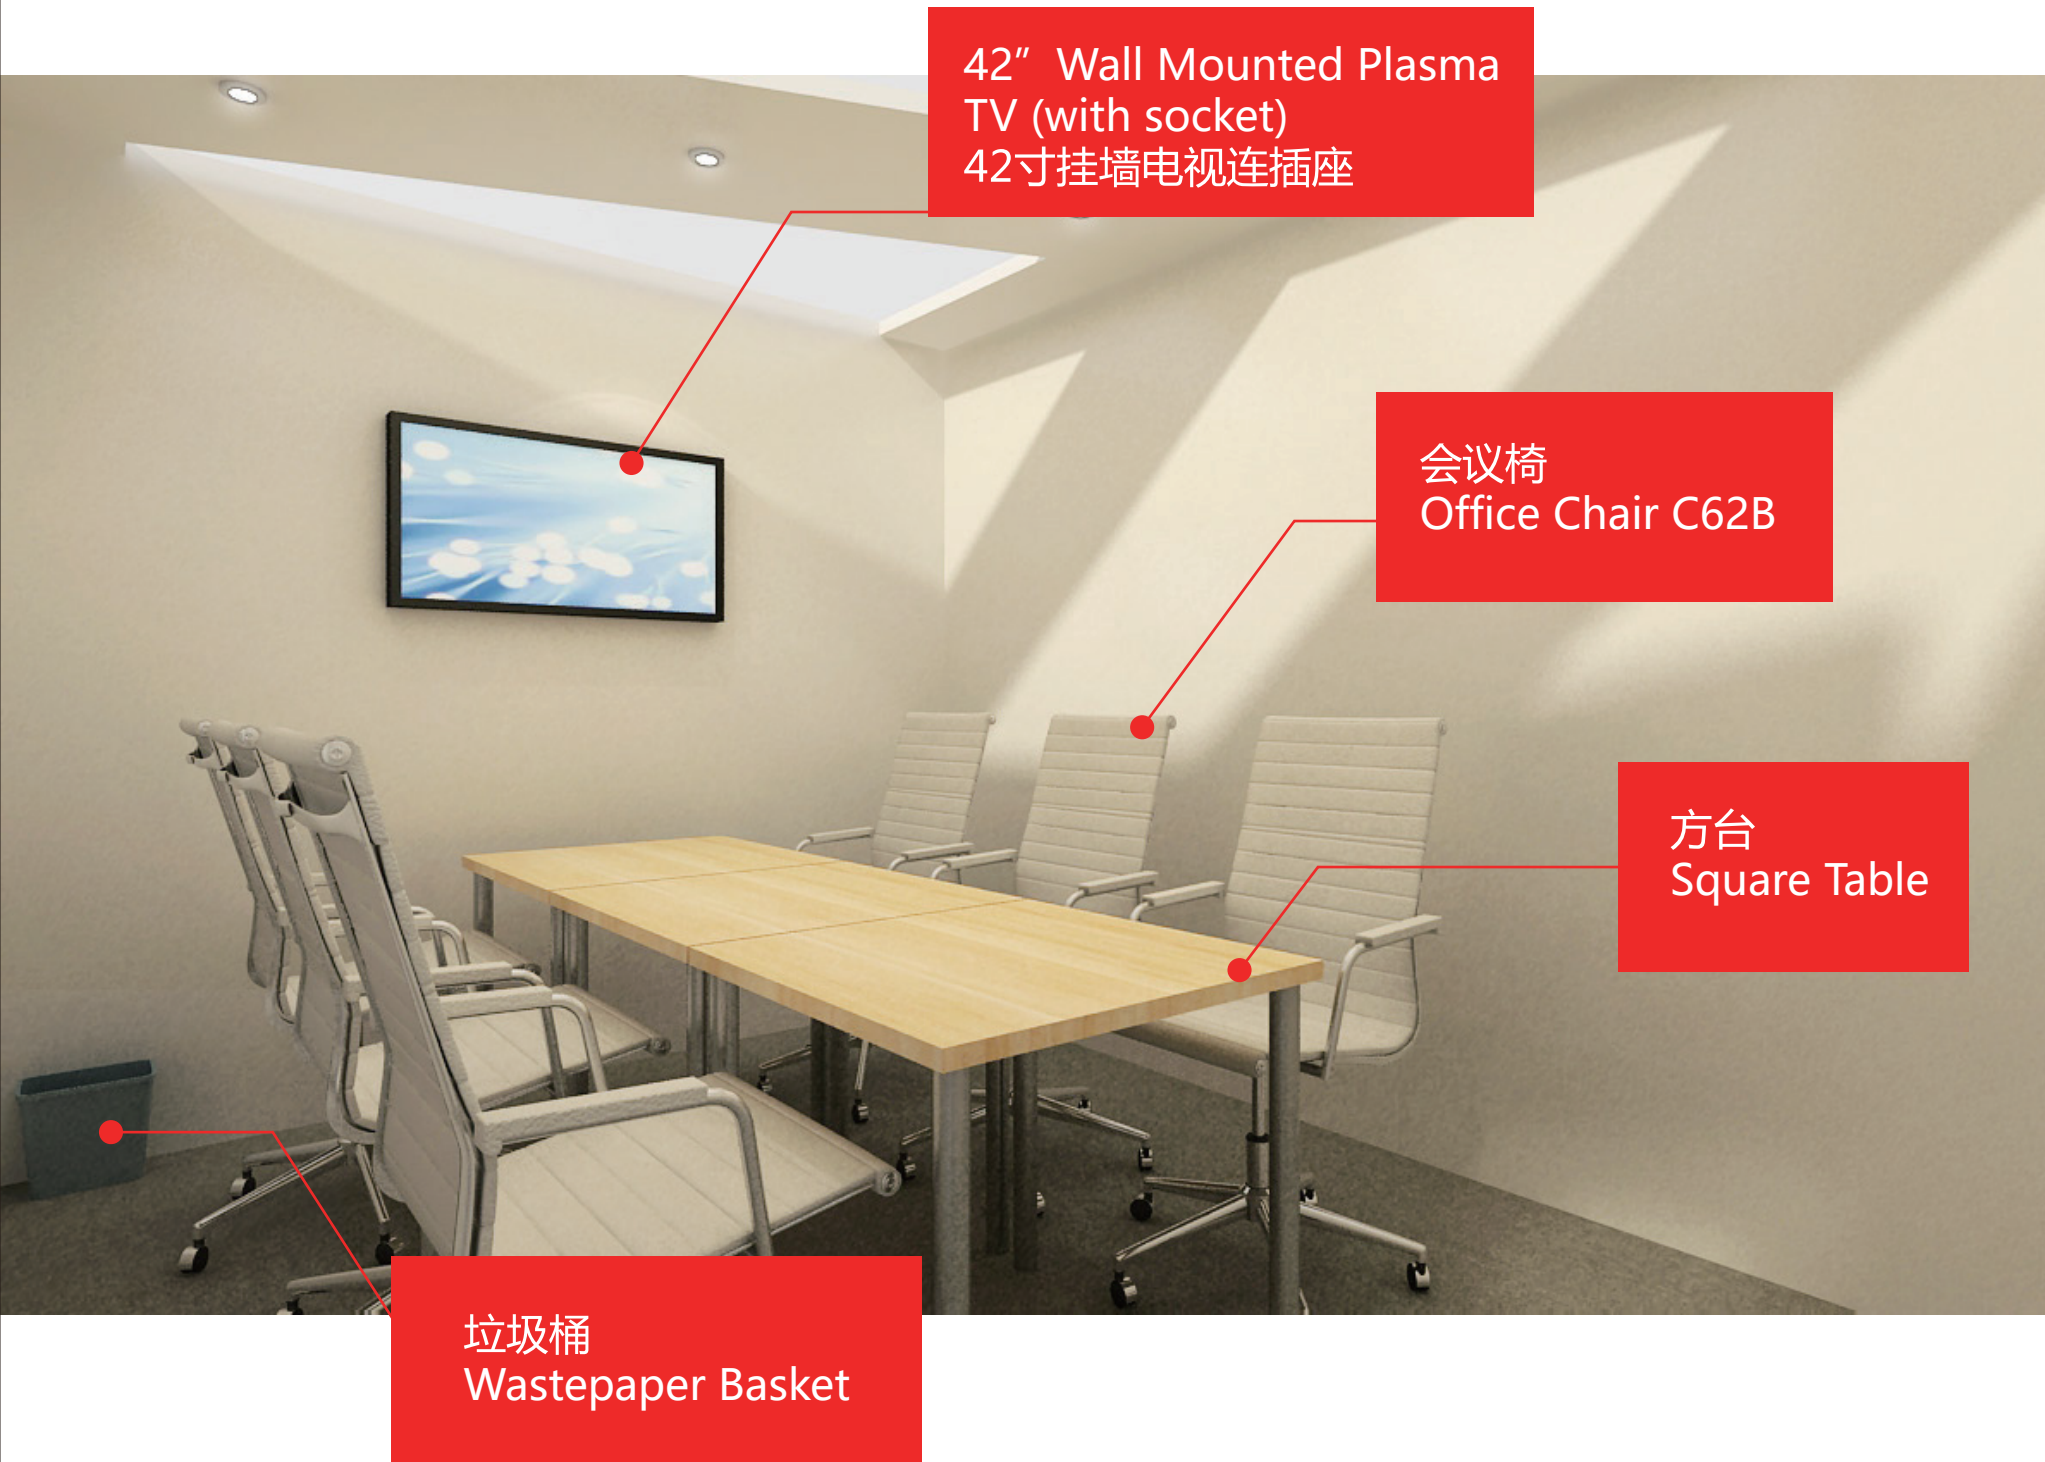 42”  Wall Mounted Plasma
TV (with socket)
42寸挂墙电视连插座
会议椅
Office Chair C62B
方台
Square Table
垃圾桶
Wastepaper Basket